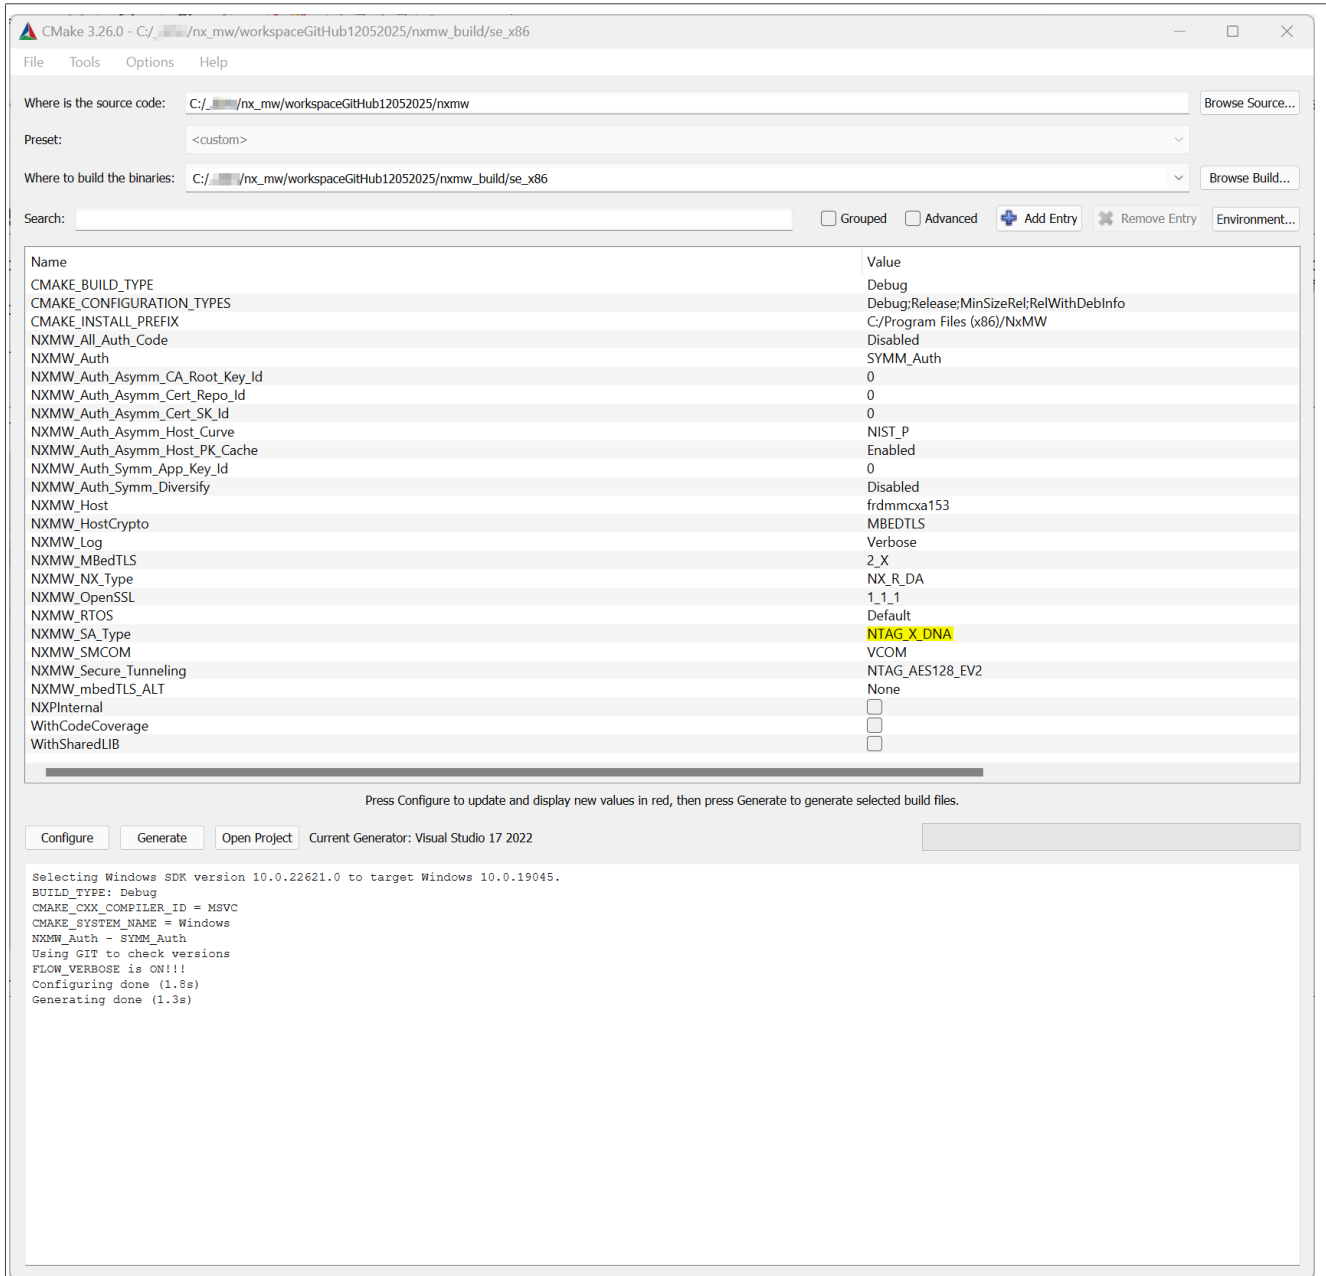 CMake 3.26.0 - C:/_ /nx_mw/workspaceGitHub12052025/nxmw_build/se_x86
File Tools Options Help
Where is the source code: C:/_ /nx_mw/workspaceGitHub12052025/nxmw Browse Source...
Preset: <custom>
Where to build the binaries: C:/ /nx_mw/workspaceGitHub12052025/nxmw_build/se_x86 Browse Build...
Search: Grouped Advanced Add Entry Remove Entry Environment...
Name Value
CMAKE_BUILD_TYPE Debug
CMAKE_CONFIGURATION_TYPES Debug;Release;MinSizeRel;RelWithDebInfo
CMAKE_INSTALL_PREFIX C:/Program Files (x86)/NxMW
NXMW_All_Auth_Code Disabled
NXMW_Auth SYMM_Auth
NXMW_Auth_Asymm_CA_Root_Key_Id 0
NXMW_Auth_Asymm_Cert_Repo_Id 0
NXMW_Auth_Asymm_Cert_SK_Id 0
NXMW_Auth_Asymm_Host_Curve NIST_P
NXMW_Auth_Asymm_Host_PK_Cache Enabled
NXMW_Auth_Symm_App_Key_Id 0
NXMW_Auth_Symm_Diversify Disabled
NXMW_Host frdmmcxa153
NXMW_HostCrypto MBEDTLS
NXMW_Log Verbose
NXMW_MBedTLS 2_X
NXMW_NX_Type NX_R_DA
NXMW_OpenSSL 1_1_1
NXMW_RTOS Default
NXMW_SA_Type NTAG_X_DNA
NXMW_SMCOM VCOM
NXMW_Secure_Tunneling NTAG_AES128_EV2
NXMW_mbedTLS_ALT None
NXPInternal
WithCodeCoverage
WithSharedLIB
Press Configure to update and display new values in red, then press Generate to generate selected build files.
Configure Generate Open Project Current Generator: Visual Studio 17 2022
Selecting Windows SDK version 10.0.22621.0 to target Windows 10.0.19045.
BUILD_TYPE: Debug
CMAKE_CXX_COMPILER_ID = MSVC
CMAKE_SYSTEM_NAME = Windows
NXMW_Auth - SYMM_Auth
Using GIT to check versions
FLOW_VERBOSE is ON!!!
Configuring done (1.8s)
Generating done (1.3s)